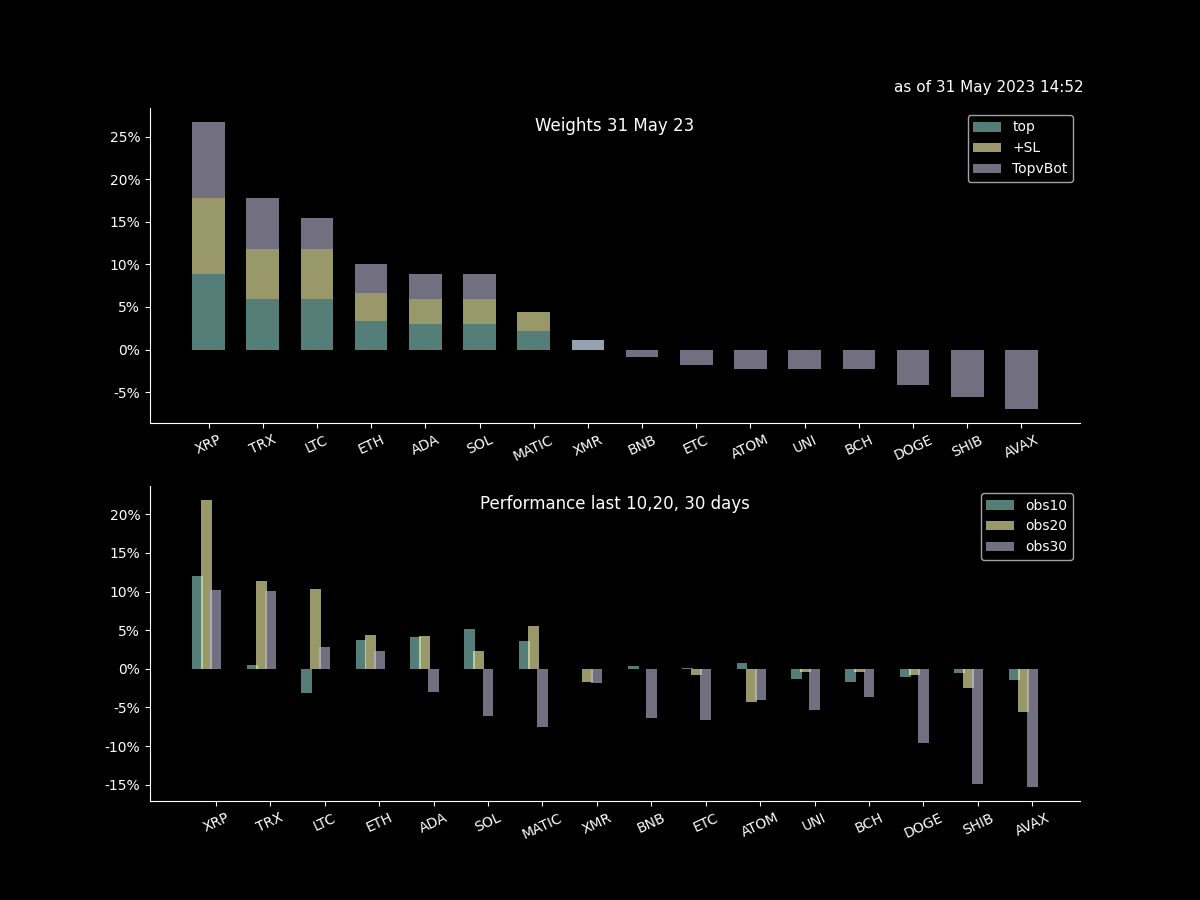 as of 31 May 2023 14:52
Weights 31 May 23
top
+SL
TopvBot
25%
20%
15%
10%
5%
0%
-5%
XRP TRX LTC ETH ADA SOL MATIC XMR BNB ETC ATOM UNI BCH DOGE SHIB AVAX
Performance last 10,20, 30 days
obs10
obs20
obs30
20%
15%
10%
5%
0%
-5%
-10%
-15%
XRP TRX LTC ETH ADA SOL MATIC XMR BNB ETC ATOM UNI BCH DOGE SHIB AVAX